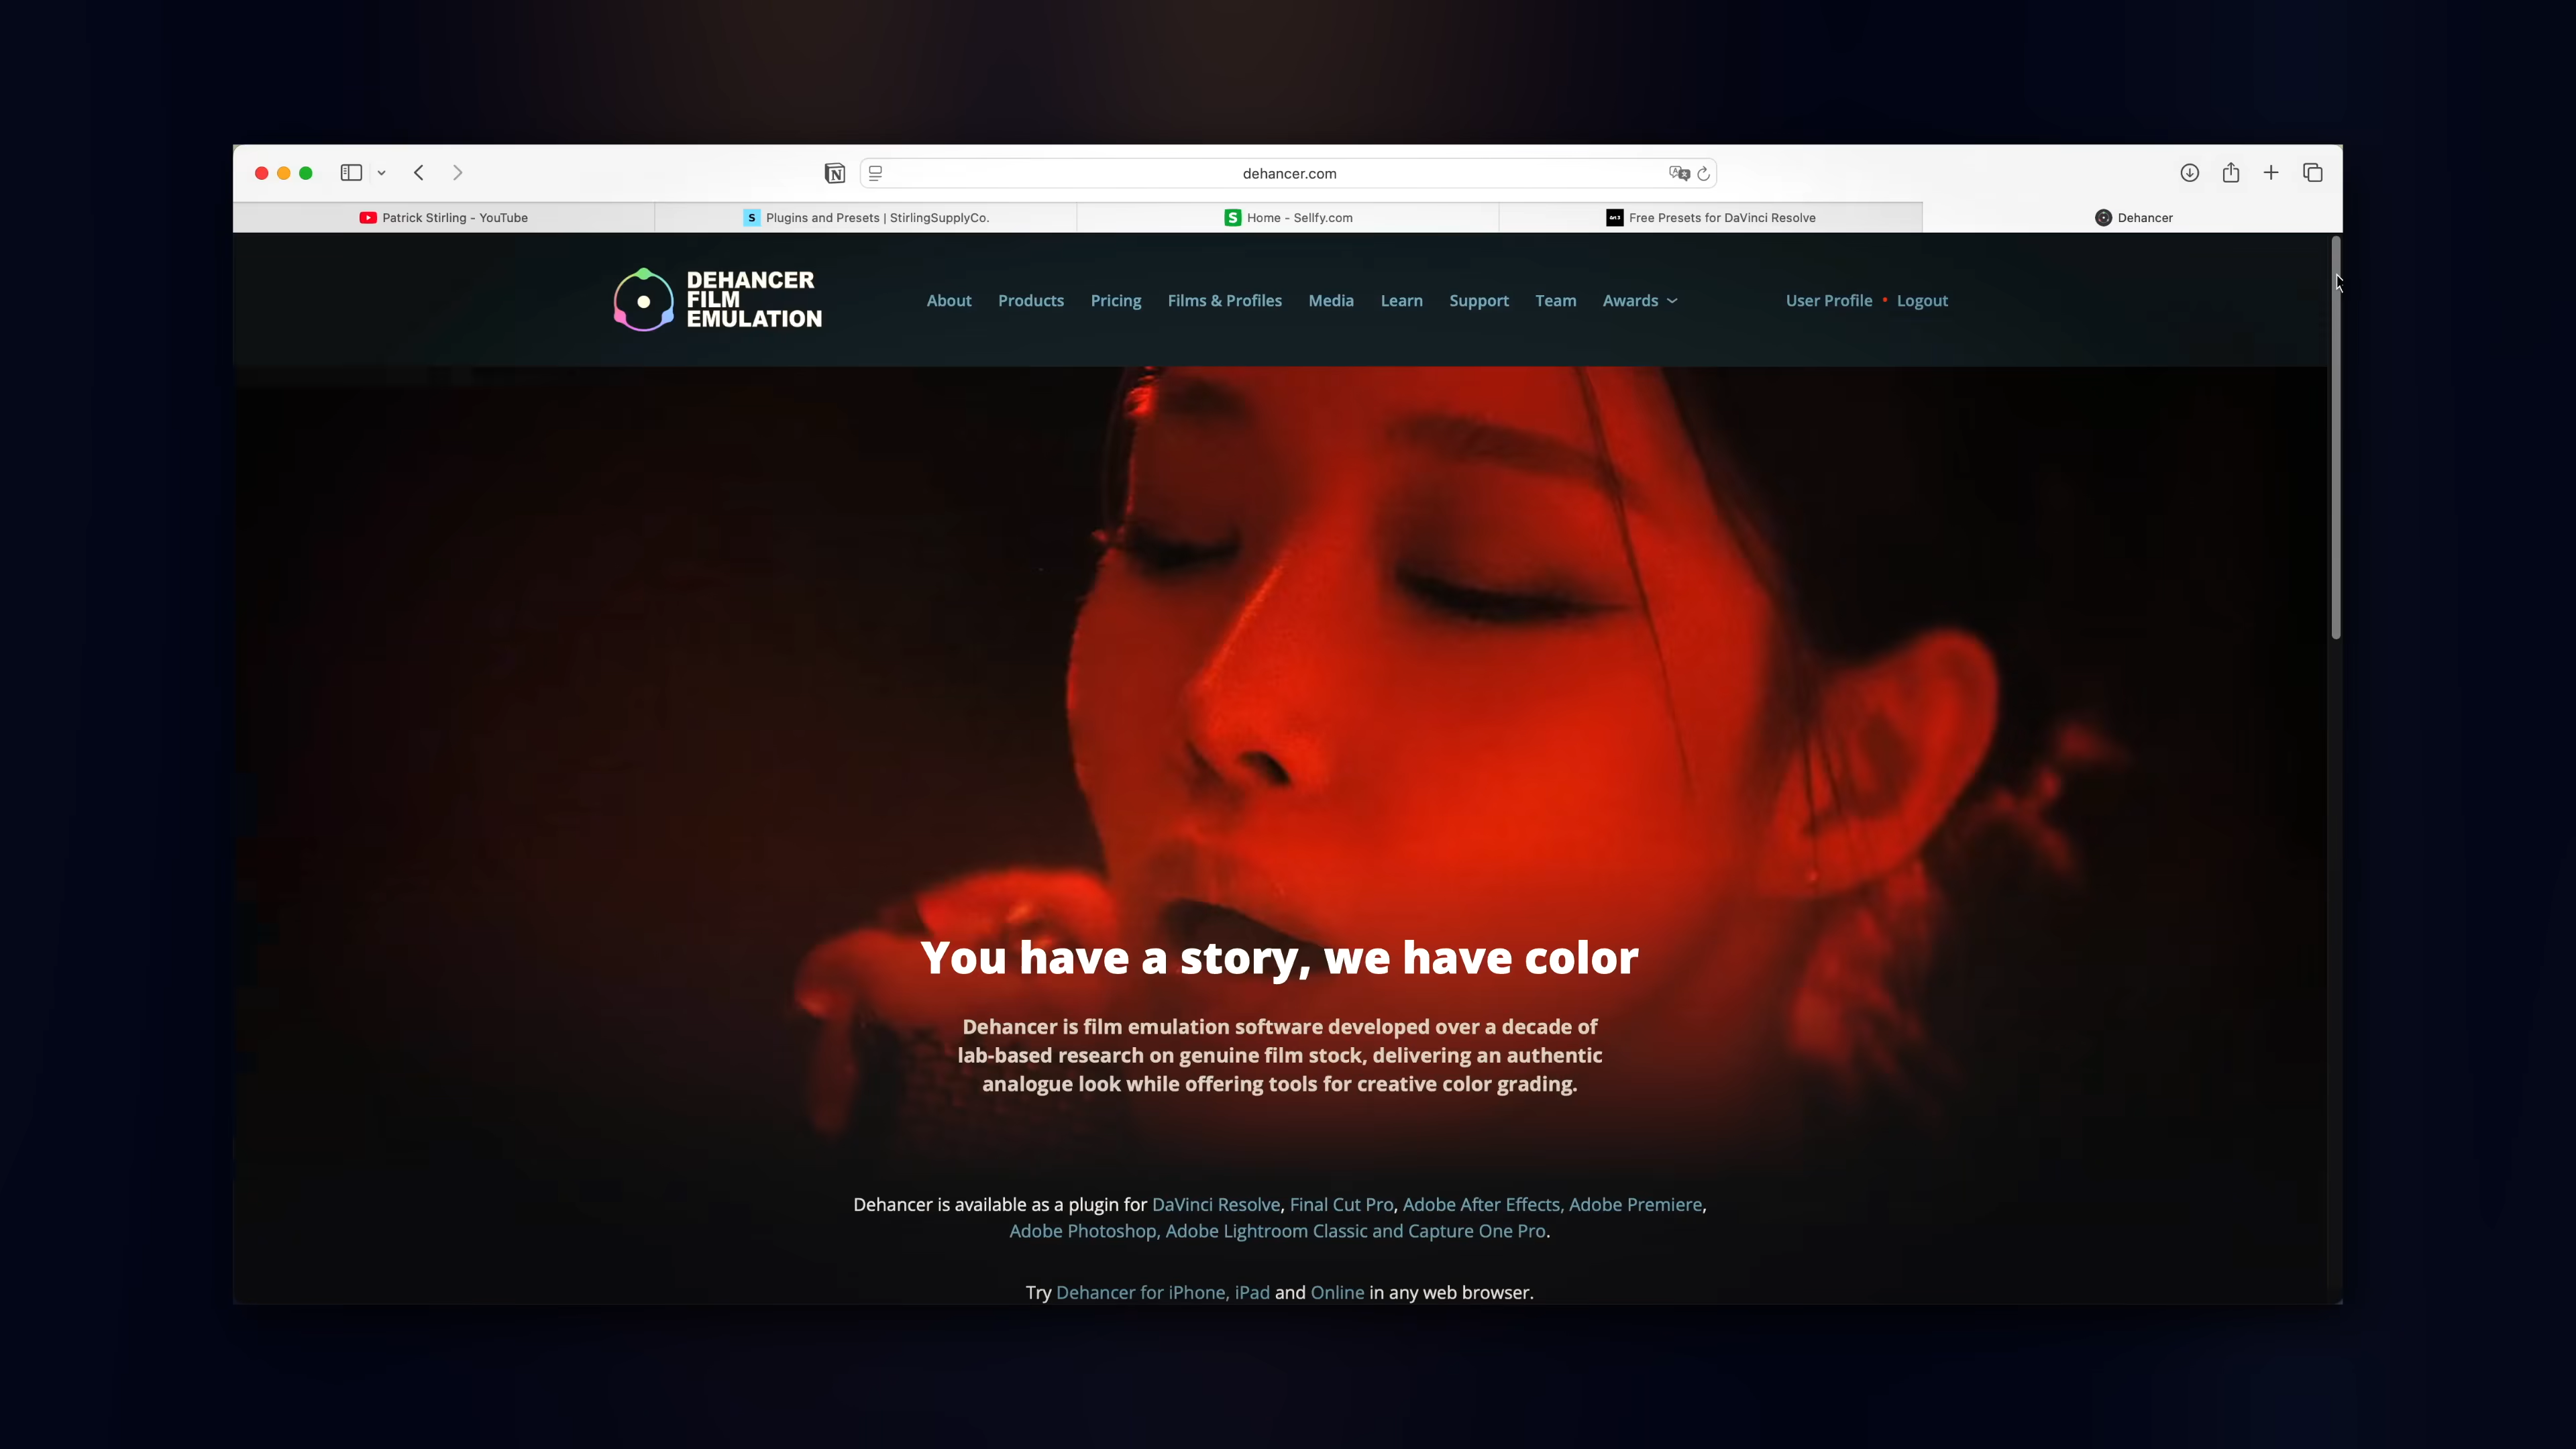 dehancer.com
Patrick Stirling - YouTube
S Plugins and Presets | StirlingSupplyCo.
S Home - Sellfy.com
Free Presets for DaVinci Resolve
Dehancer
DEHANCER
FILM
EMULATION
About Products Pricing Films & Profiles Media Learn Support Team Awards
User Profile • Logout
You have a story, we have color
Dehancer is film emulation software developed over a decade of
lab-based research on genuine film stock, delivering an authentic
analogue look while offering tools for creative color grading.
Dehancer is available as a plugin for DaVinci Resolve, Final Cut Pro, Adobe After Effects, Adobe Premiere,
Adobe Photoshop, Adobe Lightroom Classic and Capture One Pro.
Try Dehancer for iPhone, iPad and Online in any web browser.